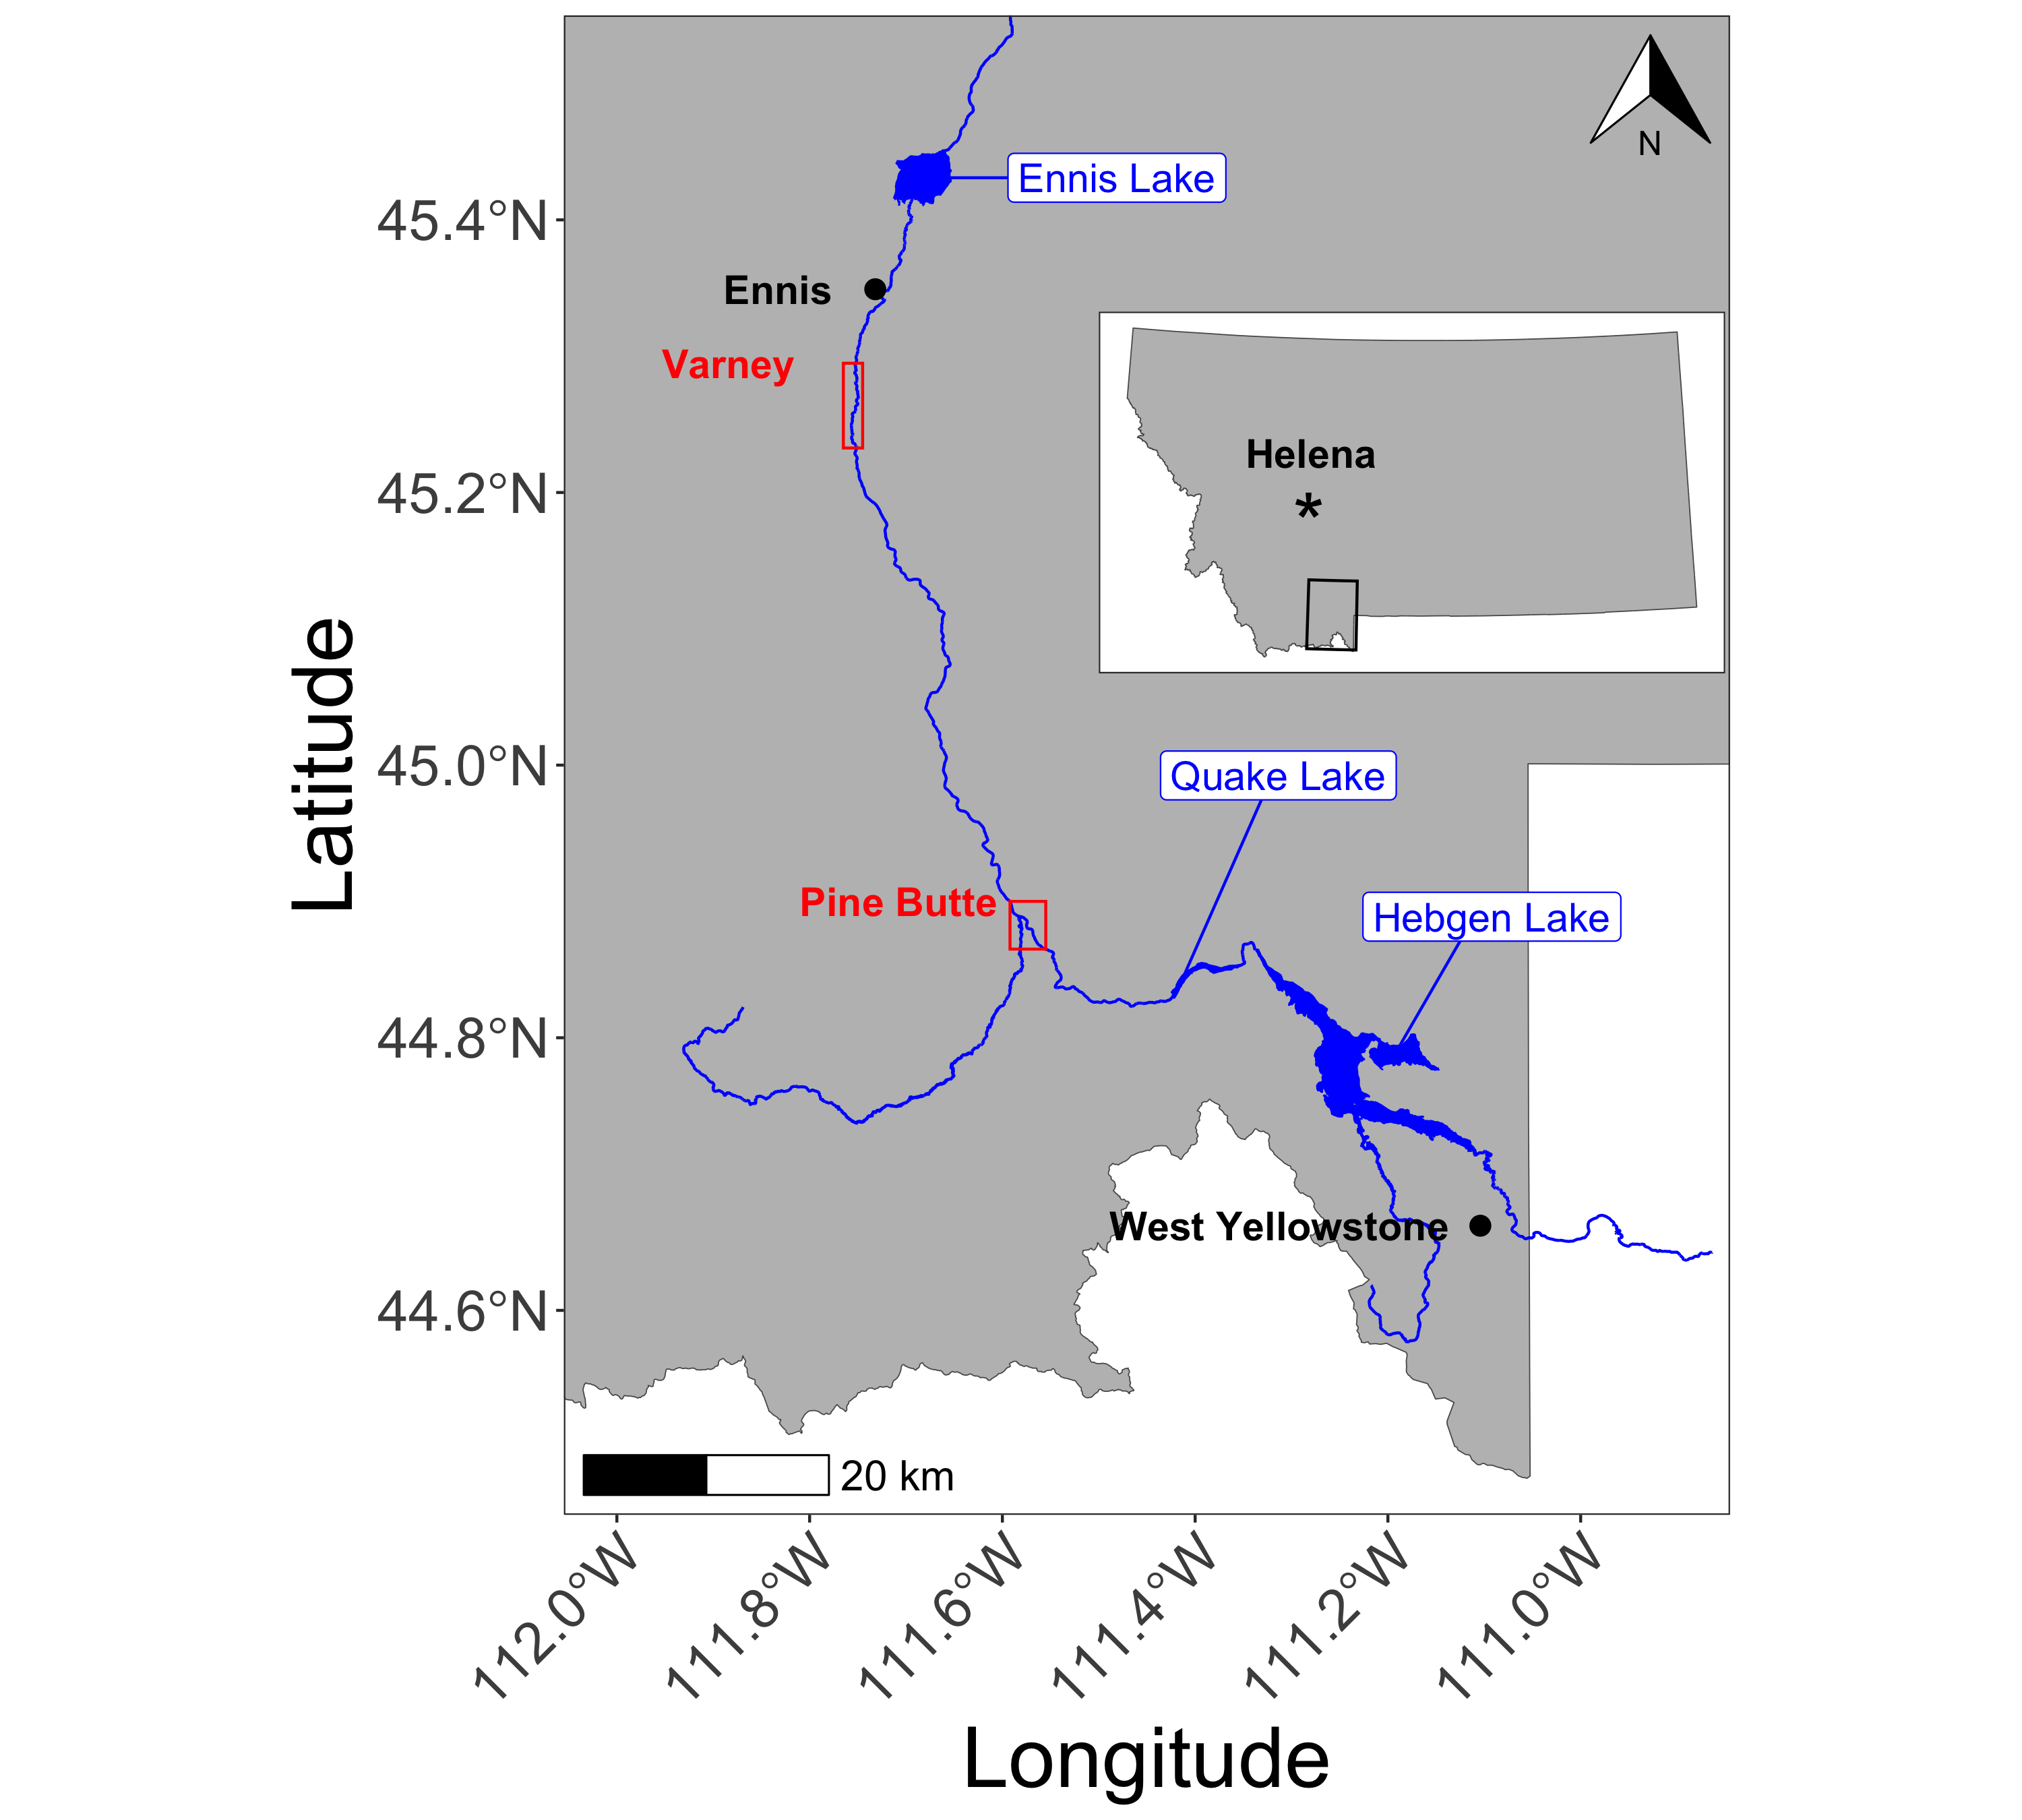 N
Ennis Lake
45.4°N
Ennis
Varney
Helena
*
45.2°N
Latitude
45.0°N
Quake Lake
Pine Butte
Hebgen Lake
44.8°N
West Yellowstone
44.6°N
20 km
112.0°W
111.8°W
111.6°W
111.4°W
111.2°W
111.0°W
Longitude